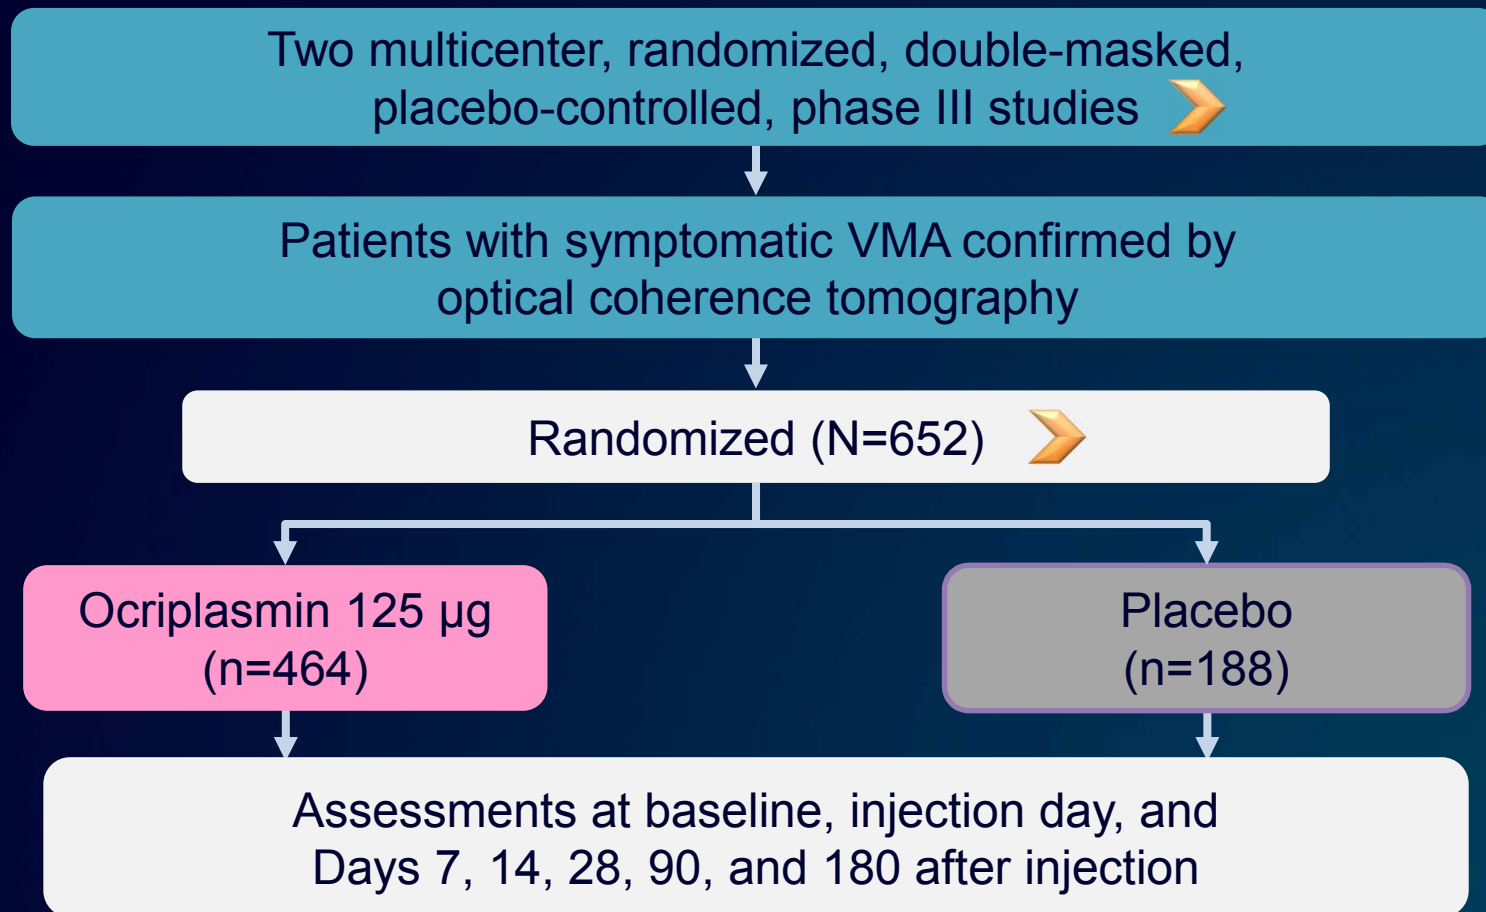 Two multicenter, randomized, double-masked,
placebo-controlled, phase III studies
Patients with symptomatic VMA confirmed by
optical coherence tomography
Randomized (N=652)
Ocriplasmin 125 µg
(n=464)
Placebo
(n=188)
Assessments at baseline, injection day, and
Days 7, 14, 28, 90, and 180 after injection